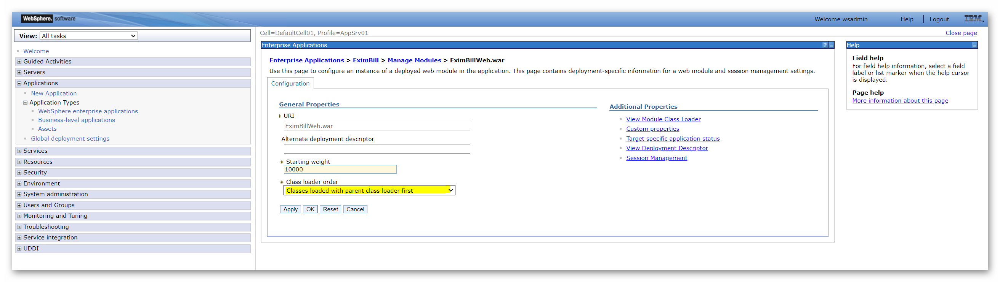 WebSphere. software
Welcome wsadmin Help Logout IBM.
View: All tasks
Welcome
Guided Activities
Servers
Applications
New Application
Application Types
WebSphere enterprise applications
Business-level applications
Assets
Global deployment settings
Services
Resources
Security
Environment
System administration
Users and Groups
Monitoring and Tuning
Troubleshooting
Service integration
UDDI
Cell=DefaultCell01, Profile=AppSrv01
Close page
Enterprise Applications
Enterprise Applications > EximBill > Manage Modules > EximBillWeb.war
Use this page to configure an instance of a deployed web module in the application. This page contains deployment-specific information for a web module and session management settings.
Configuration
General Properties
URI
EximBillWeb.war
Alternate deployment descriptor
Starting weight
10000
Class loader order
Classes loaded with parent class loader first
Apply OK Reset Cancel
Additional Properties
View Module Class Loader
Custom properties
Target specific application status
View Deployment Descriptor
Session Management
Help
Field help
For field help information, select a field
label or list marker when the help cursor
is displayed.
Page help
More information about this page